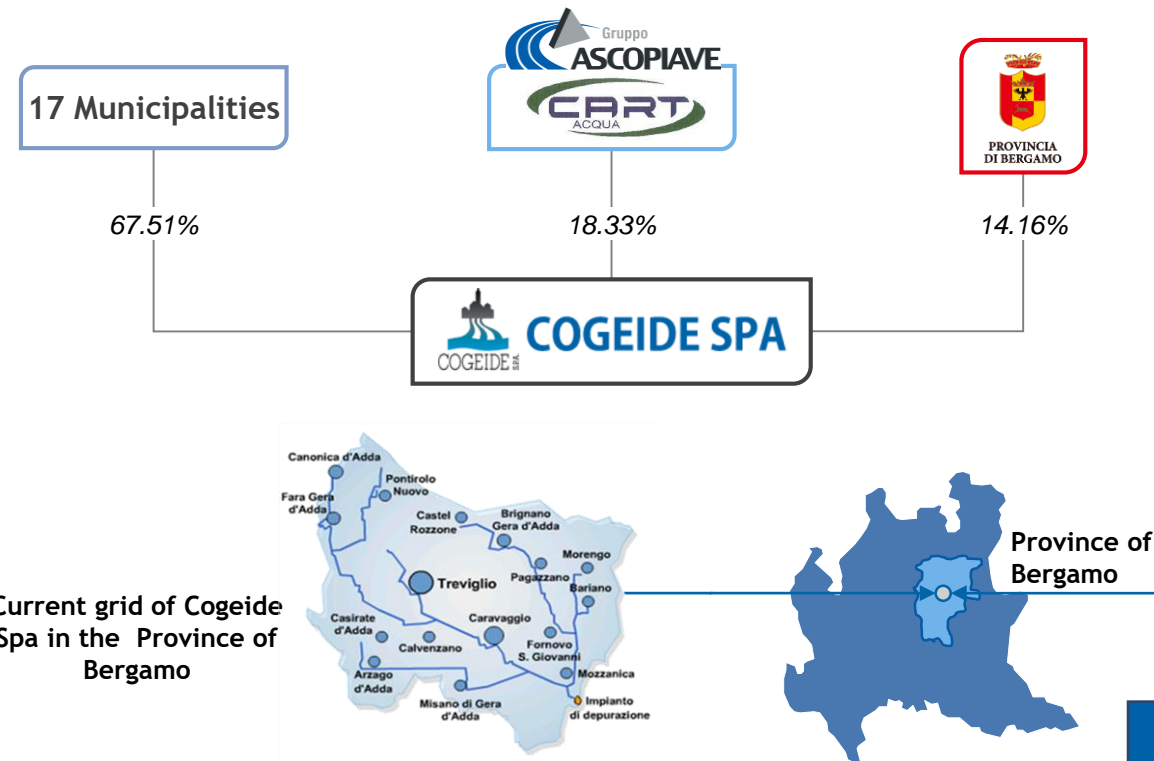 Gruppo
ASCOPIAVE
17 Municipalities
CART
ACQUA
PROVINCIA
DI BERGAMO
67.51%
18.33%
14.16%
COGEIDE S.P.A.
COGEIDE SPA
Canonica d'Adda
Pontirolo
Nuovo
Fara Gera
d'Adda
Castel
Rozzone
Brignano
Gera d'Adda
Morengo
Treviglio
Pagazzano
Bariano
Casirate
d'Adda
Caravaggio
Calvenzano
Fornovo
S. Giovanni
Arzago
d'Adda
Mozzanica
Misano di Gera
d'Adda
Impianto
di depurazione
Current grid of Cogeide
Spa in the Province of
Bergamo
Province of
Bergamo